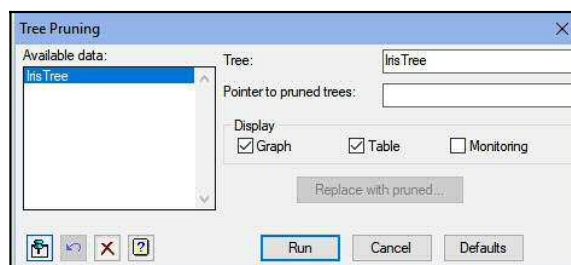 Tree Pruning
Available data:
IrisTree
Tree:
IrisTree
Pointer to pruned trees:
Display
Graph
Table
Monitoring
Replace with pruned...
Run
Cancel
Defaults